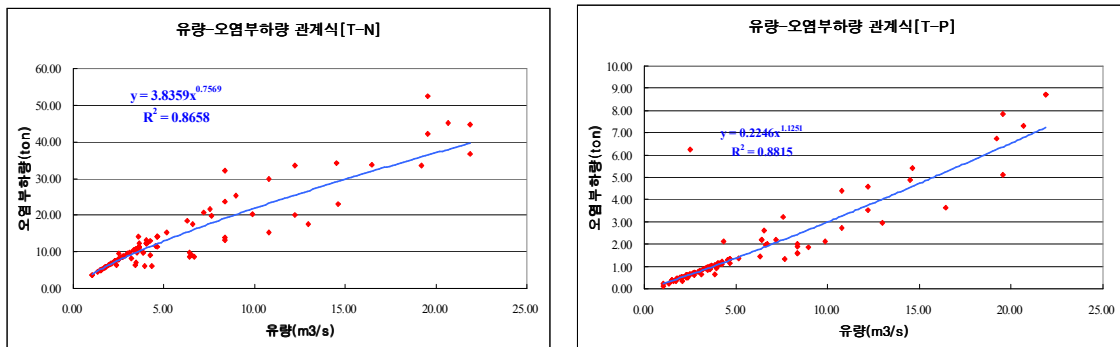 유량-오염부하량 관계식[T-N]
60.00
50.00
40.00
30.00
20.00
10.00
0.00
오염부하량(ton)
y = 3.8359x^0.7569
R² = 0.8658
0.00 5.00 10.00 15.00 20.00 25.00
유량(m3/s)
유량-오염부하량 관계식[T-P]
10.00
9.00
8.00
7.00
6.00
5.00
4.00
3.00
2.00
1.00
0.00
오염부하량(ton)
y = 0.2246x^1.1251
R² = 0.8815
0.00 5.00 10.00 15.00 20.00 25.00
유량(m3/s)